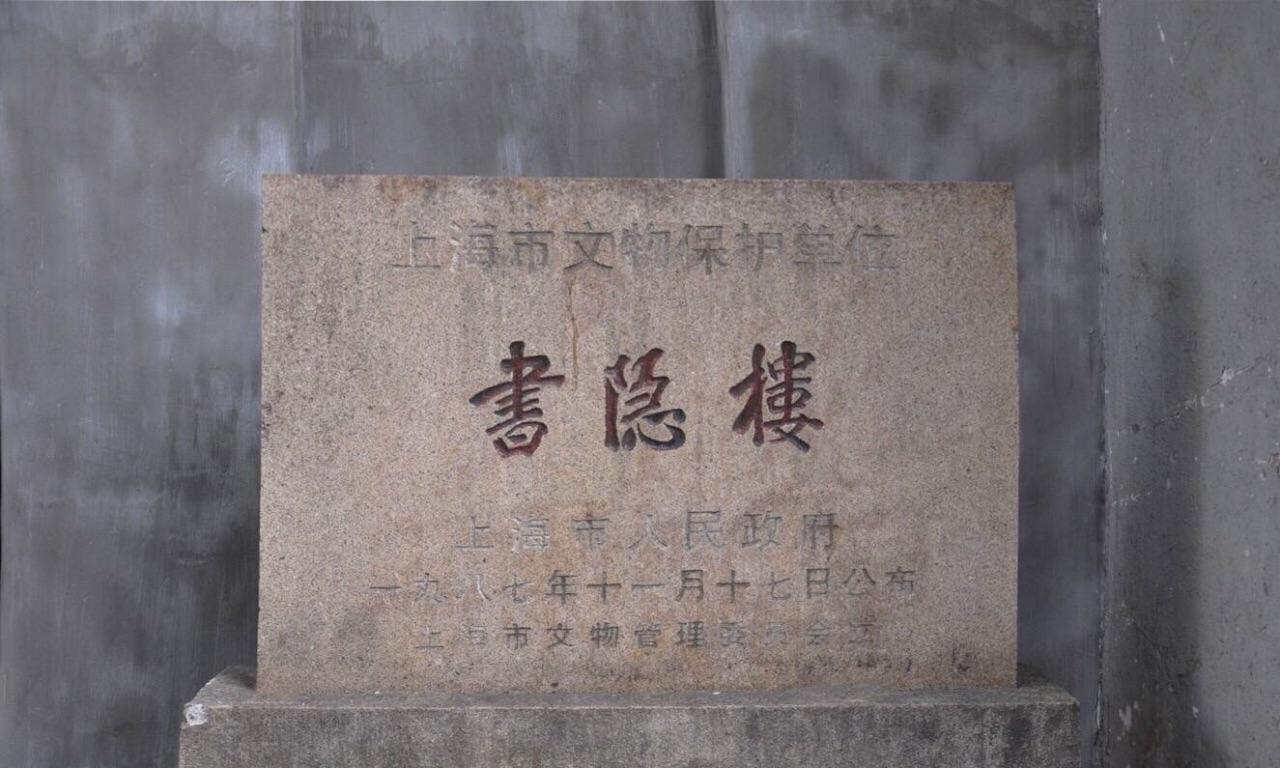 上海市文物保护单位
書隐樓
上海市人民政府
一九八七年十一月十七日公布
上海市文物管理委员会立